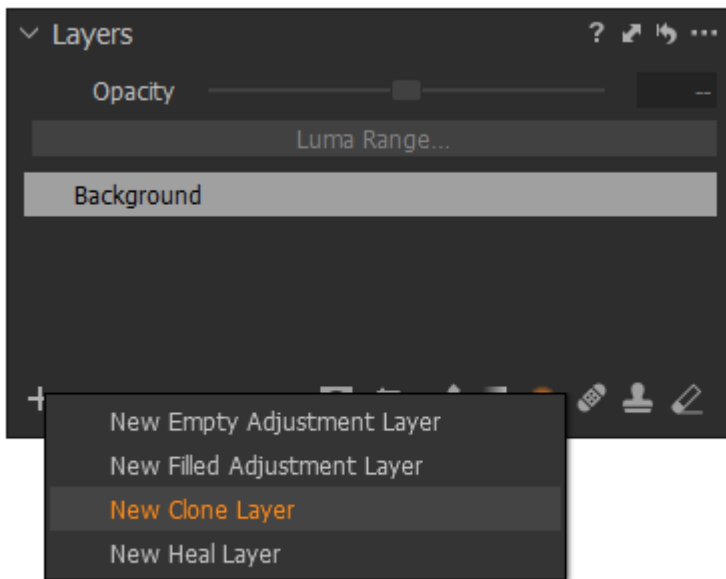 Layers
?
Opacity
--
Luma Range...
Background
New Empty Adjustment Layer
New Filled Adjustment Layer
New Clone Layer
New Heal Layer